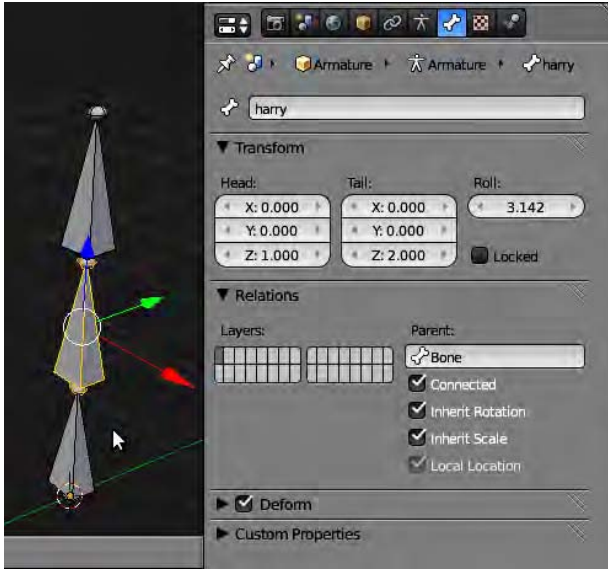 Armature Armature harry
harry
Transform
Head: Tail: Roll:
X: 0.000 X: 0.000 3.142
Y: 0.000 Y: 0.000
Z: 1.000 Z: 2.000 Locked
Relations
Layers: Parent:
Bone
Connected
Inherit Rotation
Inherit Scale
Local Location
Deform
Custom Properties